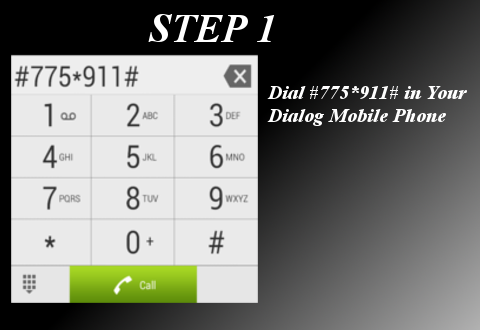 STEP 1
#775*911#
Dial #775*911# in Your
Dialog Mobile Phone
1
2 ABC
3 DEF
4 GHI
5 JKL
6 MNO
7 PQRS
8 TUV
9 WXYZ
*
0 +
#
Call